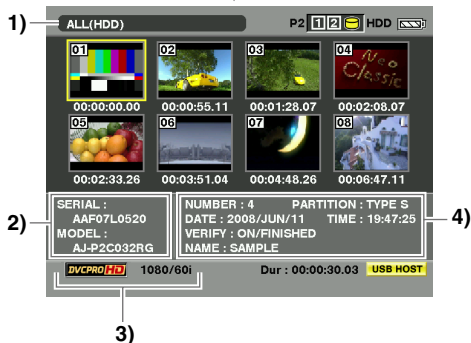 1)
ALL(HDD)
P2 1 2 HDD
01
02
03
04
Neo
Classic
00:00:00.00
00:00:55.11
00:01:28.07
00:02:08.07
05
06
07
08
00:02:33.26
00:03:51.04
00:04:48.26
00:06:47.11
2)
SERIAL :
AAF07L0520
MODEL :
AJ-P2C032RG
NUMBER : 4 PARTITION : TYPE S
DATE : 2008/JUN/11 TIME : 19:47:25
VERIFY : ON/FINISHED
NAME : SAMPLE
4)
DVCPRO HD 1080/60i Dur : 00:00:30.03 USB HOST
3)